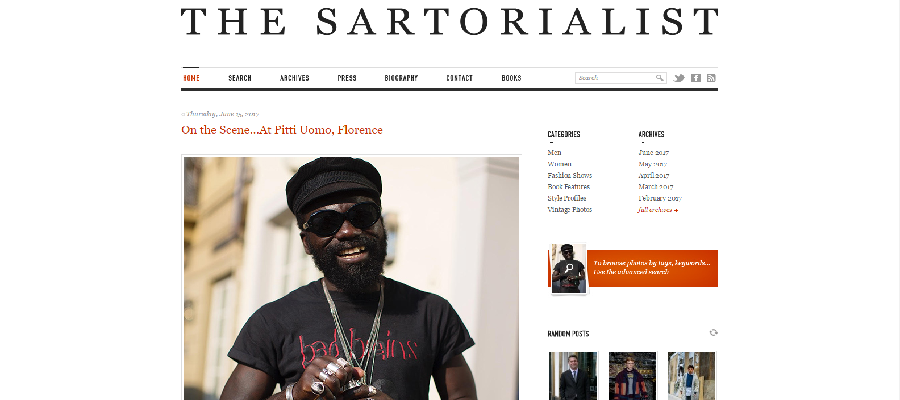 THE SARTORIALIST
HOME SEARCH ARCHIVES PRESS BIOGRAPHY CONTACT BOOKS Search
« Thursday, June 15, 2017
On the Scene...At Pitti Uomo, Florence
CATEGORIES
Men
Women
Fashion Shows
Book Features
Style Profiles
Vintage Photos
ARCHIVES
June 2017
May 2017
April 2017
March 2017
February 2017
full archives
To browse photos by tags, keywords...
Use the advanced search
RANDOM POSTS
bad brains